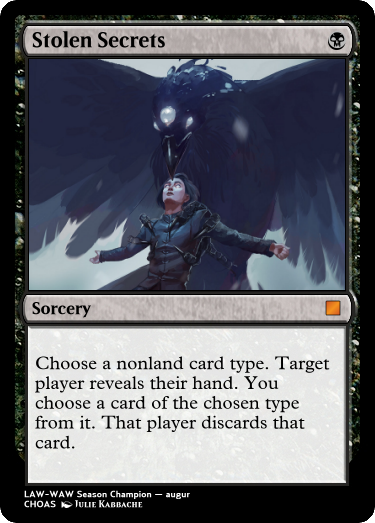 Stolen Secrets
Sorcery
Choose a nonland card type. Target
player reveals their hand. You
choose a card of the chosen type
from it. That player discards that
card.
LAW-WAW Season Champion — augur
CHOAS Julie Kabbache